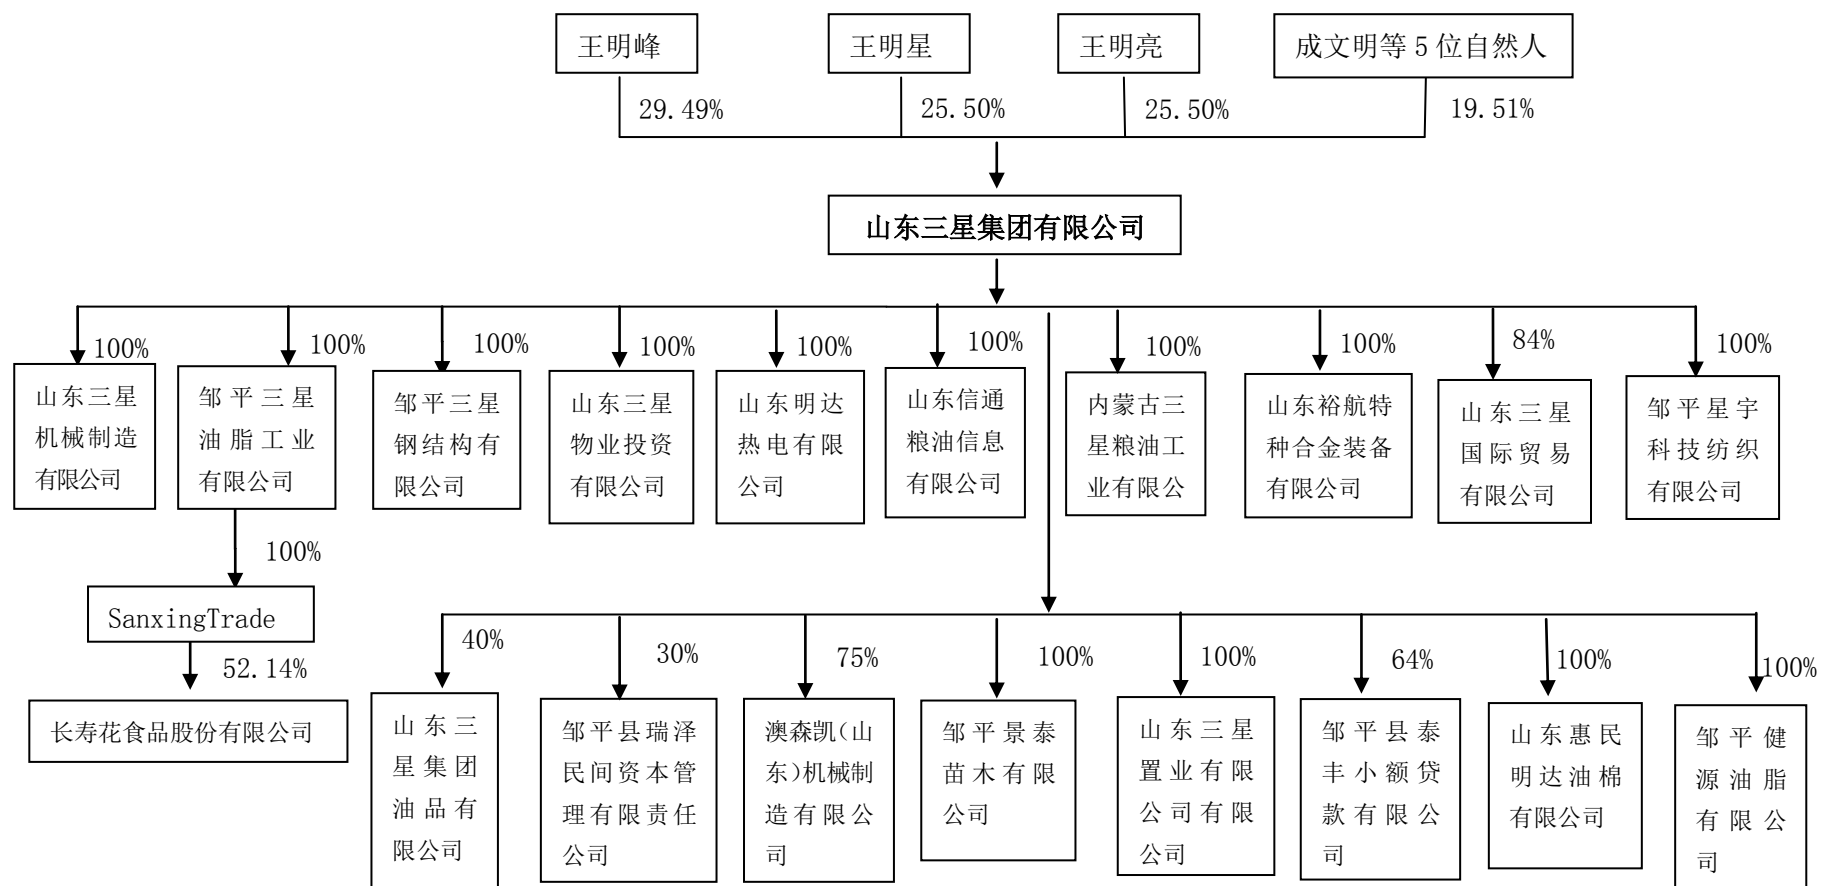 王明峰
王明星
王明亮
成文明等 5 位自然人
29.49%
25.50%
25.50%
19.51%
山东三星集团有限公司
100%
100%
100%
100%
100%
100%
100%
100%
84%
100%
山东三星
机械制造
有限公司
邹平三星
油脂工业
有限公司
邹平三星
钢结构有
限公司
山东三星
物业投资
有限公司
山东明达
热电有限
公司
山东信通
粮油信息
有限公司
内蒙古三
星粮油工
业有限公
山东裕航特
种合金装备
有限公司
山东三星
国际贸易
有限公司
邹平星宇
科技纺织
有限公司
100%
SanxingTrade
52.14%
长寿花食品股份有限公司
40%
30%
75%
100%
100%
64%
100%
100%
山东三
星集团
油品有
限公司
邹平县瑞泽
民间资本管
理有限责任
公司
澳森凯(山
东)机械制
造有限公
司
邹平景泰
苗木有限
公司
山东三星
置业有限
公司有限
公司
邹平县泰
丰小额贷
款有限公
司
山东惠民
明达油棉
有限公司
邹平健
源油脂
有限公
司